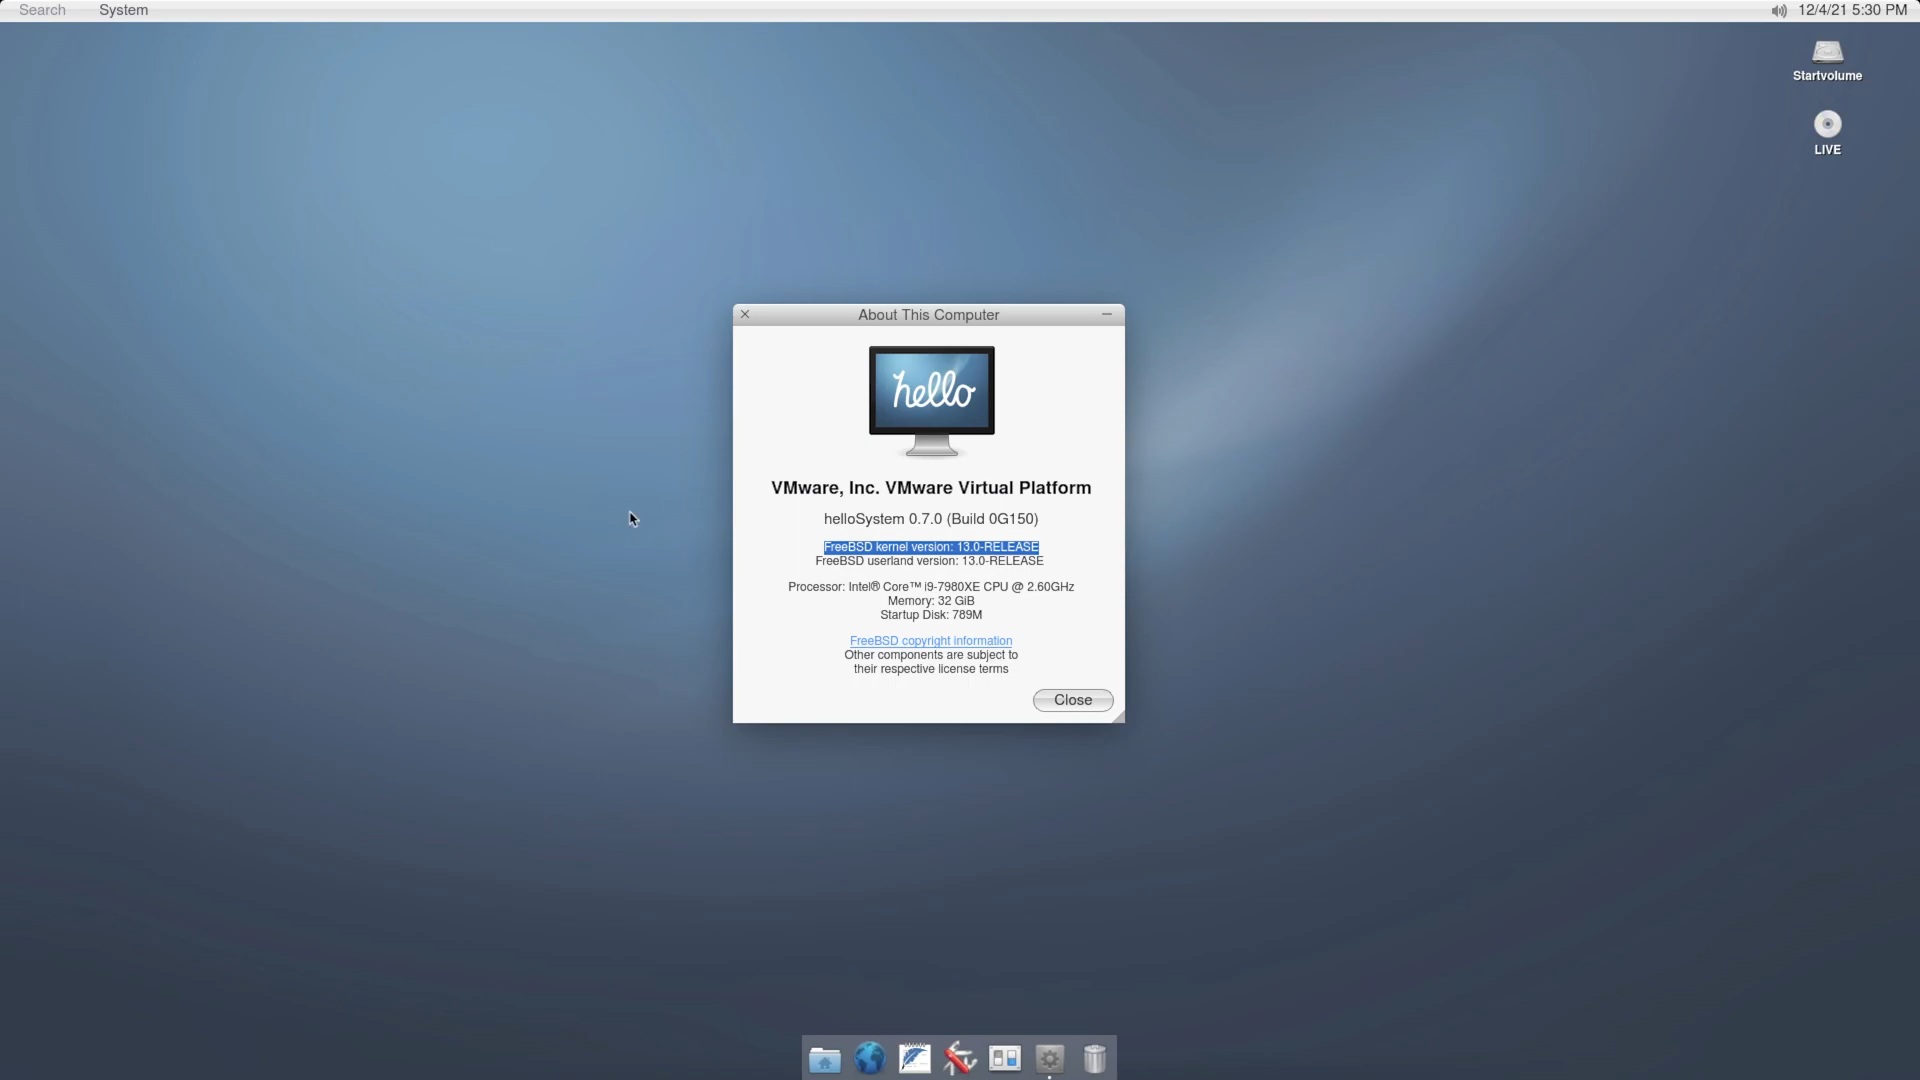 Search System 12/4/21 5:30 PM
Startvolume
LIVE
About This Computer
hello
VMware, Inc. VMware Virtual Platform
helloSystem 0.7.0 (Build 0G150)
FreeBSD kernel version: 13.0-RELEASE
FreeBSD userland version: 13.0-RELEASE
Processor: Intel® Core™ i9-7980XE CPU @ 2.60GHz
Memory: 32 GiB
Startup Disk: 789M
FreeBSD copyright information
Other components are subject to
their respective license terms
Close